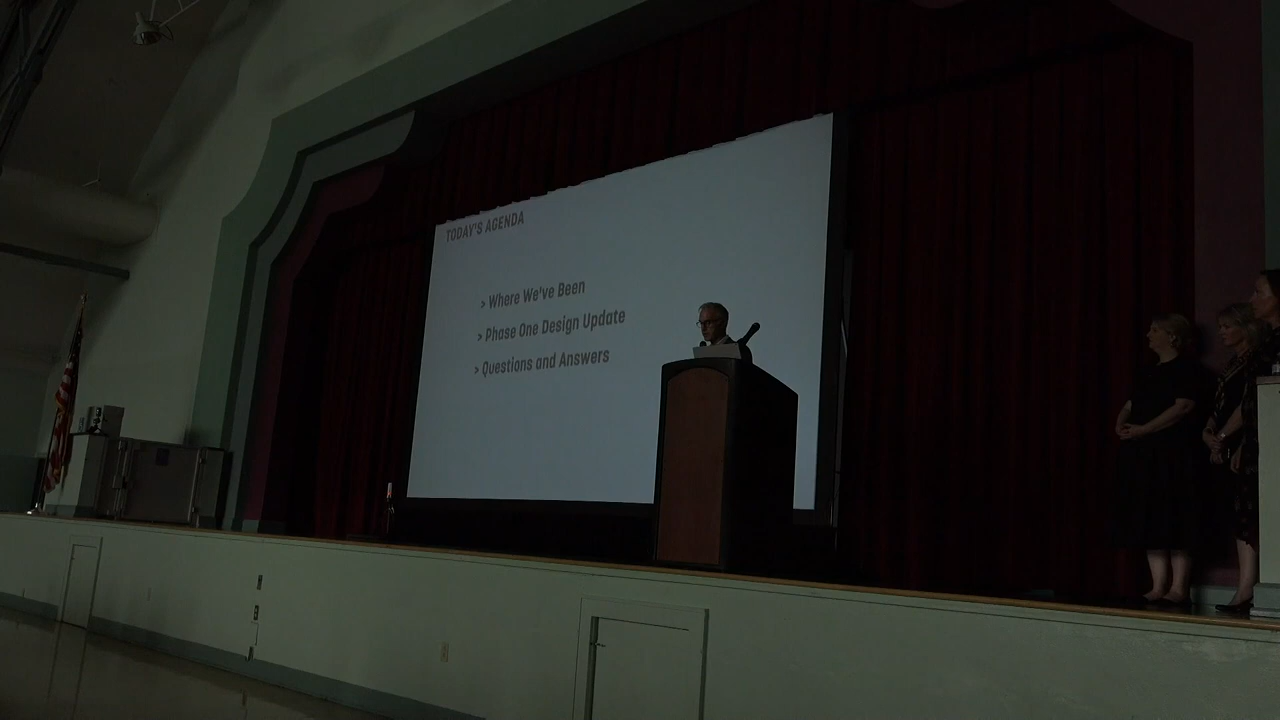 TODAY'S AGENDA
> Where We've Been
> Phase One Design Update
> Questions and Answers